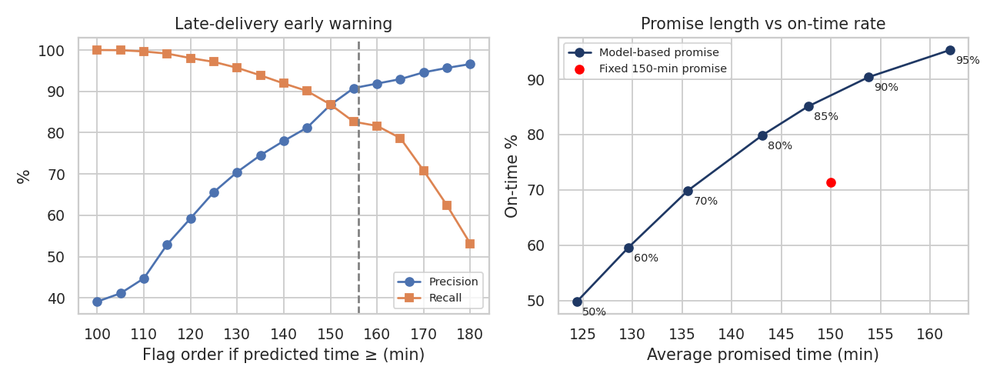 Late-delivery early warning
100
90
80
70
60
50
40
%
Precision
Recall
100 110 120 130 140 150 160 170 180
Flag order if predicted time ≥ (min)
Promise length vs on-time rate
Model-based promise
Fixed 150-min promise
90
80
70
60
50
On-time %
95%
90%
85%
80%
70%
60%
50%
125 130 135 140 145 150 155 160
Average promised time (min)